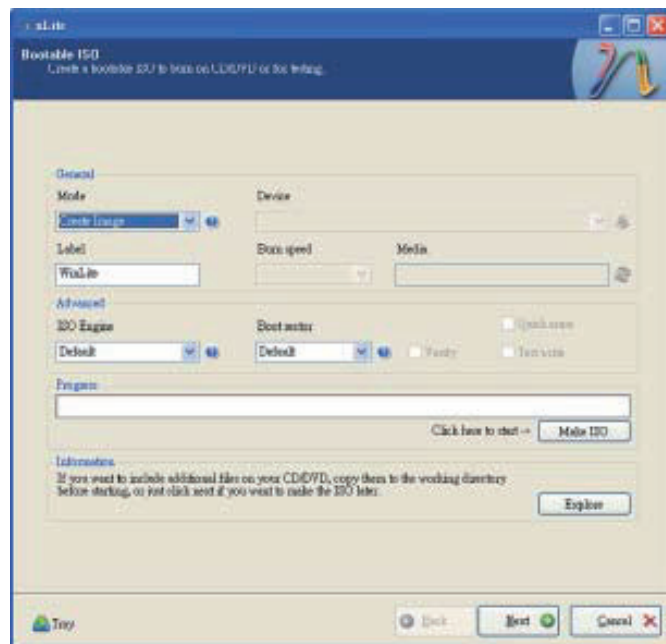 nLite
Bootable ISO
Create a bootable ISO to burn on CD/DVD or for testing.
General
Mode
Device
Create Image
Label
Burn speed
Media
WinLite
Advanced
ISO Engine
Boot sector
Quick erase
Default
Default
Verify
Test write
Progress
Click here to start -> Make ISO
Information
If you want to include additional files on your CD/DVD, copy them to the working directory
before starting, or just click next if you want to make the ISO later.
Explore
Tray
Back
Next
Cancel